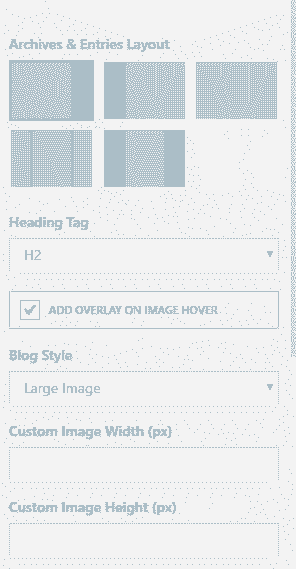 Archives & Entries Layout
Heading Tag
H2
ADD OVERLAY ON IMAGE HOVER
Blog Style
Large Image
Custom Image Width (px)
Custom Image Height (px)